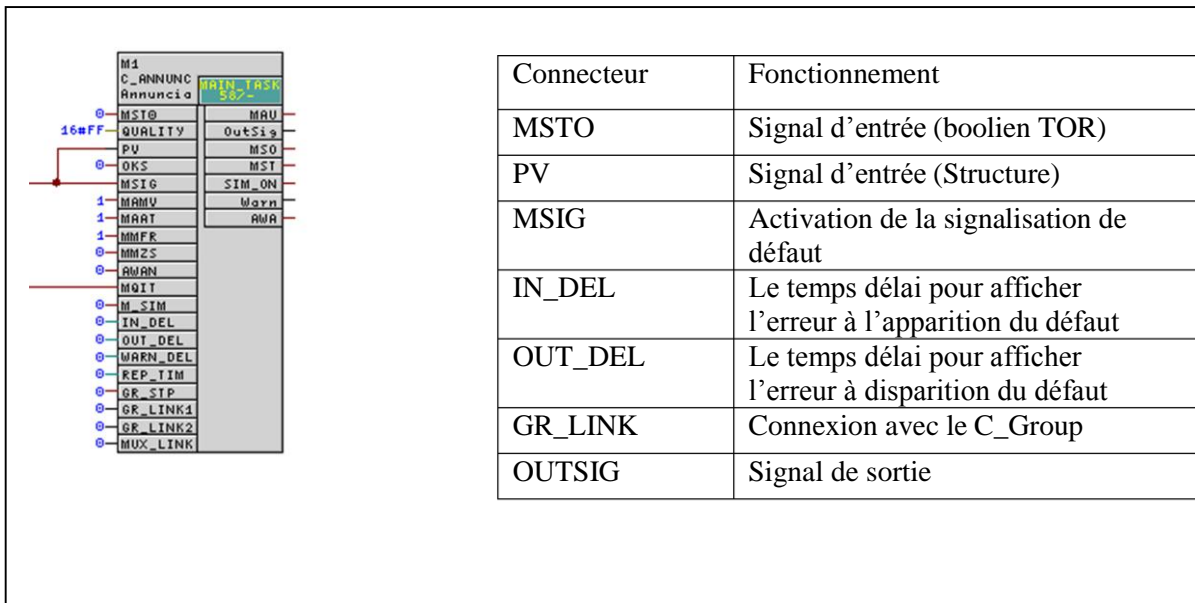 M1
C_ANNUNC
Annuncia
MAIN_TASK
58/-
0 MST0 MAU
16#FF QUALITY OutSig
PV MSO
0 OKS MST
MSIG SIM_ON
1 MAMV Warn
1 MAAT AWA
1 MMFR
0 MMZS
0 AWAN
MQIT
0 M_SIM
0 IN_DEL
0 OUT_DEL
0 WARN_DEL
0 REP_TIM
0 GR_STP
0 GR_LINK1
0 GR_LINK2
0 MUX_LINK
Connecteur Fonctionnement
MSTO Signal d’entrée (boolien TOR)
PV Signal d’entrée (Structure)
MSIG Activation de la signalisation de
défaut
IN_DEL Le temps délai pour afficher
l’erreur à l’apparition du défaut
OUT_DEL Le temps délai pour afficher
l’erreur à disparition du défaut
GR_LINK Connexion avec le C_Group
OUTSIG Signal de sortie